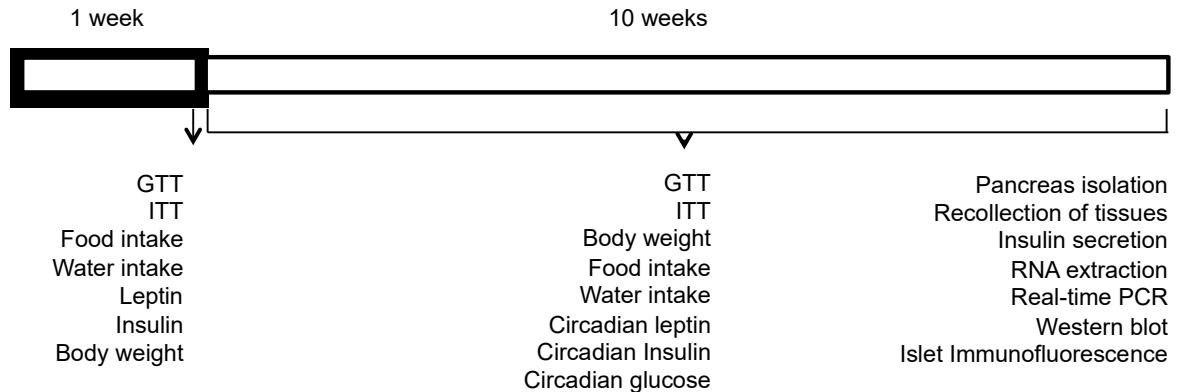 1 week
10 weeks
GTT
ITT
Food intake
Water intake
Leptin
Insulin
Body weight
GTT
ITT
Body weight
Food intake
Water intake
Circadian leptin
Circadian Insulin
Circadian glucose
Pancreas isolation
Recollection of tissues
Insulin secretion
RNA extraction
Real-time PCR
Western blot
Islet Immunofluorescence